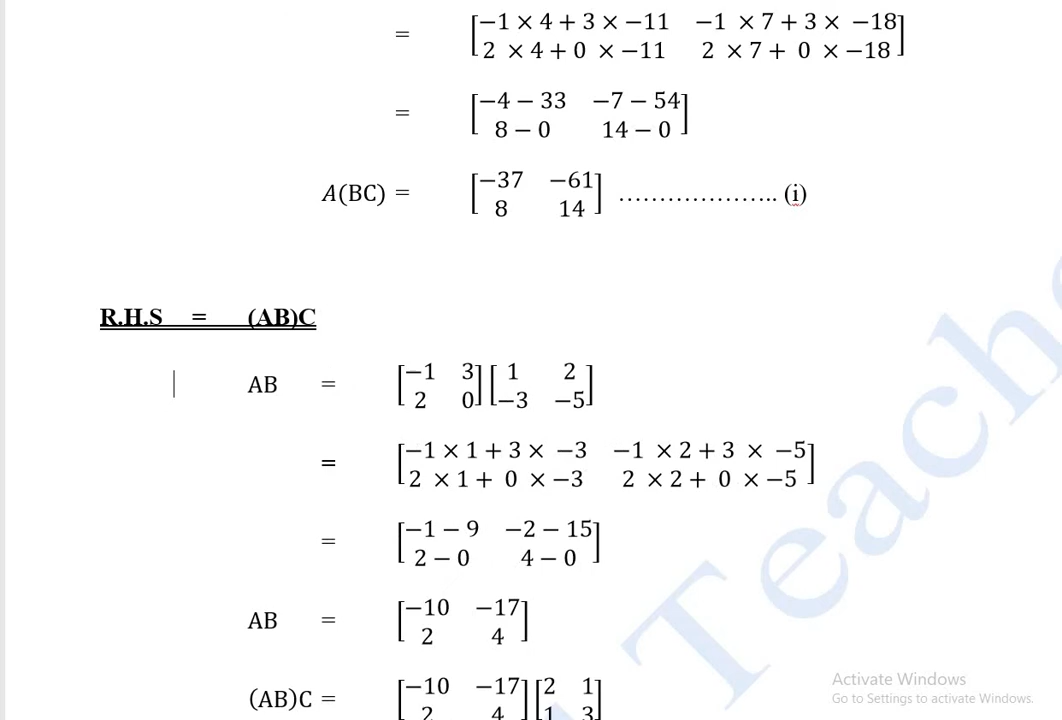 = [−1 × 4 + 3 × −11 −1 × 7 + 3 × −18
2 × 4 + 0 × −11 2 × 7 + 0 × −18]
= [−4 − 33 −7 − 54
8 − 0 14 − 0]
A(BC) = [−37 −61
8 14] ……………….. (i)
R.H.S = (AB)C
AB = [−1 3
2 0] [1 2
−3 −5]
= [−1 × 1 + 3 × −3 −1 × 2 + 3 × −5
2 × 1 + 0 × −3 2 × 2 + 0 × −5]
= [−1 − 9 −2 − 15
2 − 0 4 − 0]
AB = [−10 −17
2 4]
(AB)C = [−10 −17
2 4] [2 1
1 3]
Teach
Activate Windows
Go to Settings to activate Windows.